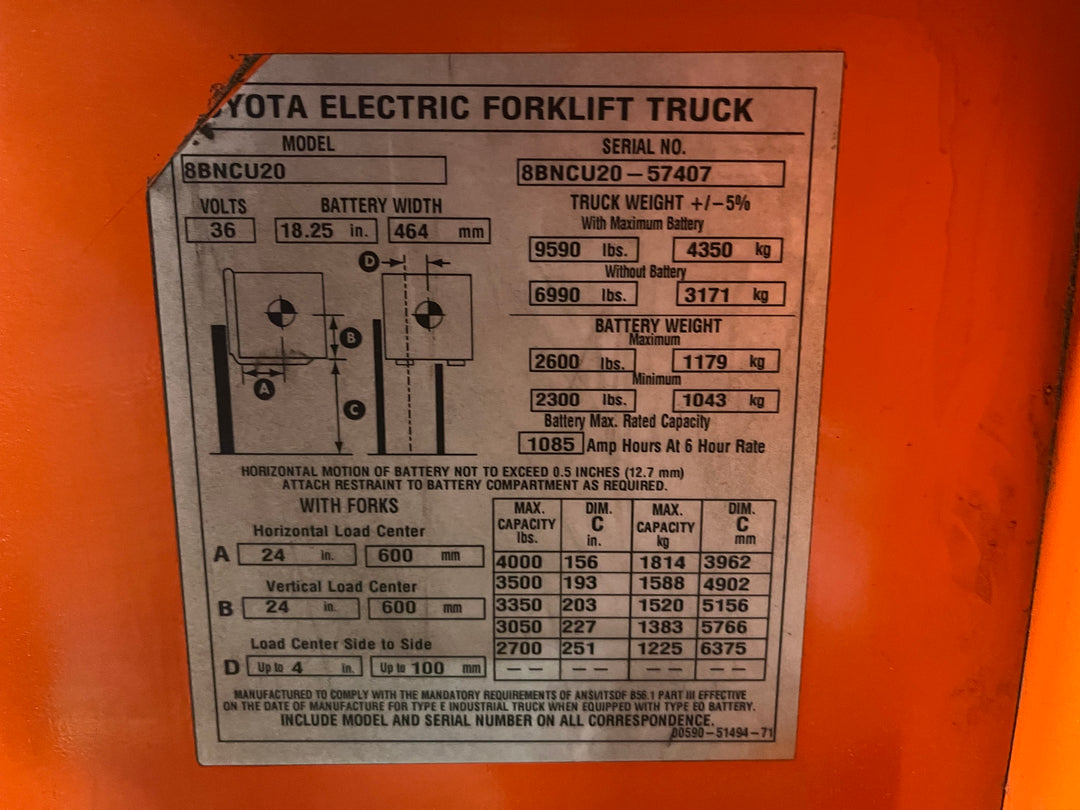 YOTA ELECTRIC FORKLIFT TRUCK
MODEL
8BNCU20
SERIAL NO.
8BNCU20-57407
VOLTS
36
BATTERY WIDTH
18.25 in. 464 mm
TRUCK WEIGHT +/-5%
With Maximum Battery
9590 lbs. 4350 kg
Without Battery
6990 lbs. 3171 kg
BATTERY WEIGHT
Maximum
2600 lbs. 1179 kg
Minimum
2300 lbs. 1043 kg
Battery Max. Rated Capacity
1085 Amp Hours At 6 Hour Rate
D
B
A
C
HORIZONTAL MOTION OF BATTERY NOT TO EXCEED 0.5 INCHES (12.7 mm)
ATTACH RESTRAINT TO BATTERY COMPARTMENT AS REQUIRED.
WITH FORKS
Horizontal Load Center
A 24 in. 600 mm
Vertical Load Center
B 24 in. 600 mm
Load Center Side to Side
D Up to 4 in. Up to 100 mm
MAX. CAPACITY lbs. DIM. C in. MAX. CAPACITY kg DIM. C mm
4000 156 1814 3962
3500 193 1588 4902
3350 203 1520 5156
3050 227 1383 5766
2700 251 1225 6375
-- -- -- --
MANUFACTURED TO COMPLY WITH THE MANDATORY REQUIREMENTS OF ANSI/ITSDF B56.1 PART III EFFECTIVE
ON THE DATE OF MANUFACTURE FOR TYPE E INDUSTRIAL TRUCK WHEN EQUIPPED WITH TYPE EO BATTERY.
INCLUDE MODEL AND SERIAL NUMBER ON ALL CORRESPONDENCE.
00590-51494-71